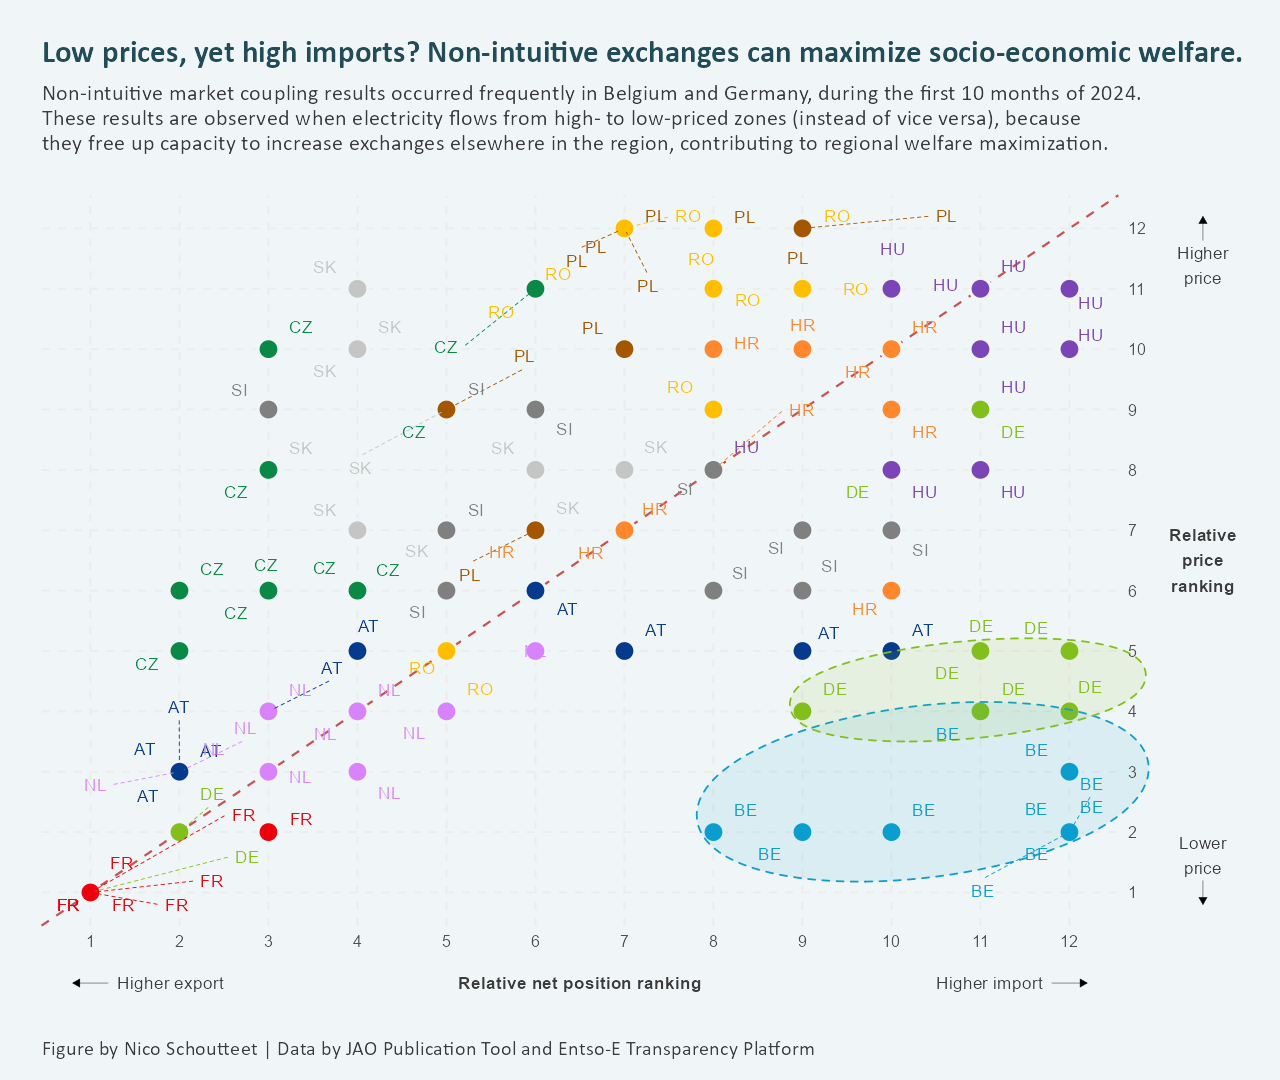 Low prices, yet high imports? Non-intuitive exchanges can maximize socio-economic welfare.
Non-intuitive market coupling results occurred frequently in Belgium and Germany, during the first 10 months of 2024.
These results are observed when electricity flows from high- to low-priced zones (instead of vice versa), because
they free up capacity to increase exchanges elsewhere in the region, contributing to regional welfare maximization.
PL RO PL RO PL
12
PL HU
Higher
price
SK PL RO PL RO HU
RO PL HU RO HU
11
RO RO HU
CZ SK PL HR HR HR HU HU
CZ PL HR
10
SK SI PL HR
SI RO HU
HR
9
CZ SI HR DE
SK SK SK HU
SK
8
CZ SI DE HU HU
SK SI SK HR
7
Relative
price
ranking
SK HR HR SI SI
CZ CZ CZ CZ PL SI SI
6
CZ SI AT HR
AT AT AT AT DE DE
NL
5
CZ AT RO DE
NL NL RO DE DE DE
4
AT
NL NL NL BE
AT NL AT BE
3
NL NL BE
AT DE NL BE BE BE BE BE
FR FR
2
Lower
price
FR DE BE BE
FR BE
1
FR FR FR FR
1 2 3 4 5 6 7 8 9 10 11 12
Higher export
Relative net position ranking
Higher import
Figure by Nico Schoutteet | Data by JAO Publication Tool and Entso-E Transparency Platform